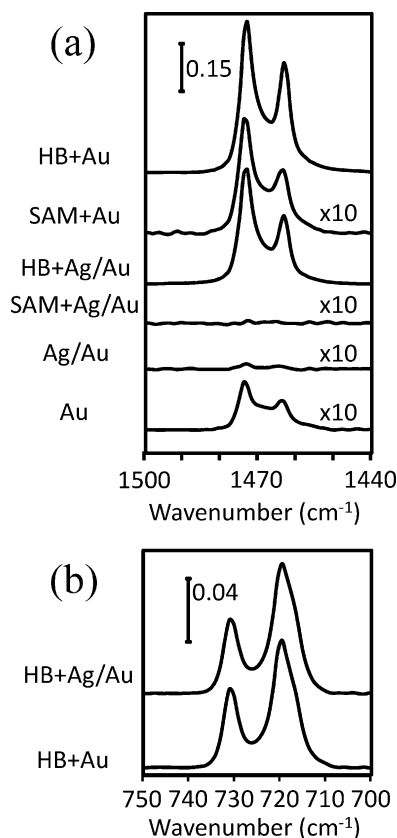 (a)
0.15
HB+Au
SAM+Au x10
HB+Ag/Au
SAM+Ag/Au x10
Ag/Au x10
Au x10
1500 1470 1440
Wavenumber (cm-1)
(b)
0.04
HB+Ag/Au
HB+Au
750 740 730 720 710 700
Wavenumber (cm-1)